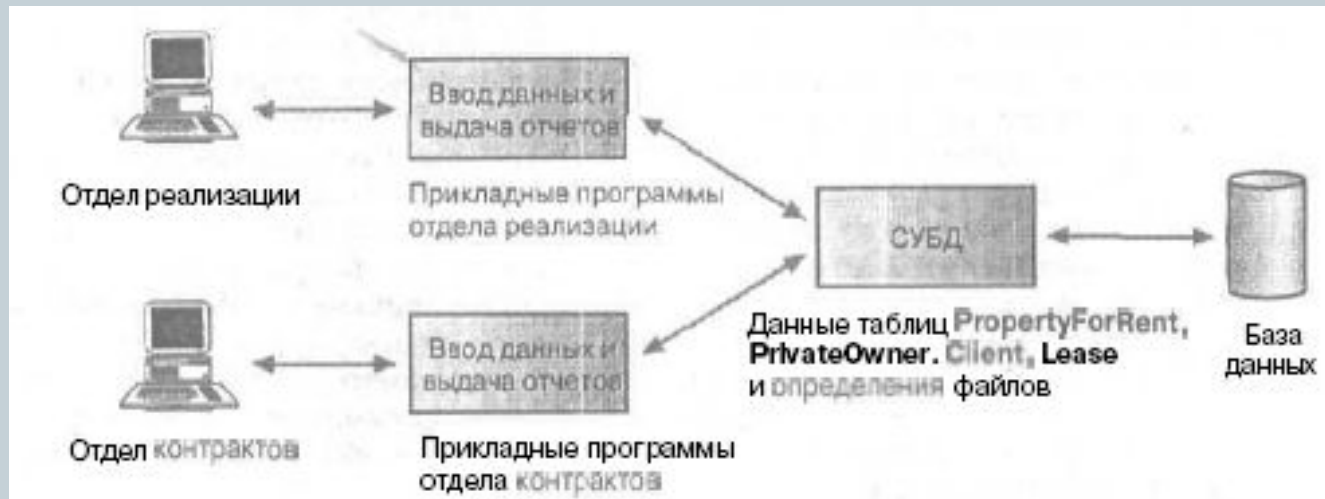 Ввод данных и
выдача отчетов
Отдел реализации
Прикладные программы
отдела реализации
СУБД
Данные таблиц PropertyForRent,
PrivateOwner. Client, Lease
и определения файлов
База
данных
Ввод данных и
выдача отчетов
Отдел контрактов
Прикладные программы
отдела контрактов